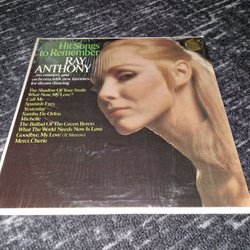 Hit Songs
to Remember
RAY
ANTHONY
his trumpet and
orchestra with new favorites
for dream dancing
The Shadow Of Your Smile
What Now My Love?
Call Me
Spanish Eyes
Yesterday
Samba De Orfeu
Michelle
The Ballad Of The Green Berets
What The World Needs Now Is Love
Goodbye, My Love (Il Silenzio)
Merci, Cherie